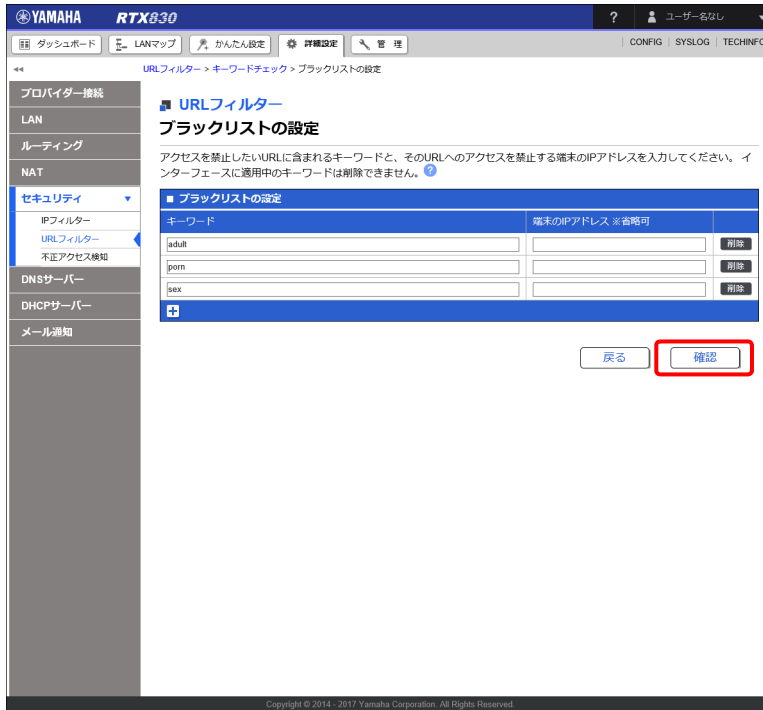 YAMAHA RTX830 ? ユーザー名なし
ダッシュボード LANマップ かんたん設定 詳細設定 管 理 CONFIG SYSLOG TECHINFO
URLフィルター > キーワードチェック > ブラックリストの設定
プロバイダー接続
LAN
ルーティング
NAT
セキュリティ
IPフィルター
URLフィルター
不正アクセス検知
DNSサーバー
DHCPサーバー
メール通知
URLフィルター
ブラックリストの設定
アクセスを禁止したいURLに含まれるキーワードと、そのURLへのアクセスを禁止する端末のIPアドレスを入力してください。 イ
ンターフェースに適用中のキーワードは削除できません。 ?
■ ブラックリストの設定
キーワード 端末のIPアドレス ※省略可
adult 削除
porn 削除
sex 削除
戻る 確認
Copyright © 2014 - 2017 Yamaha Corporation. All Rights Reserved.